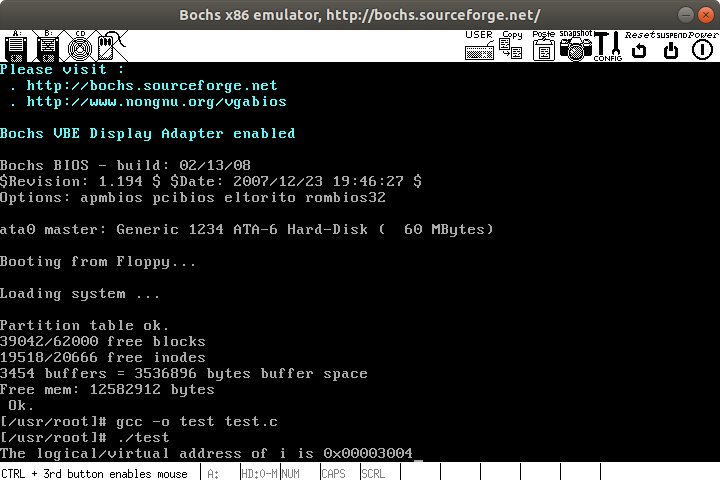 Bochs x86 emulator, http://bochs.sourceforge.net/
A: B: CD USER Copy Paste snapshot CONFIG Reset SUSPEND Power
Please visit :
 . http://bochs.sourceforge.net
 . http://www.nongnu.org/vgabios
Bochs VBE Display Adapter enabled
Bochs BIOS - build: 02/13/08
$Revision: 1.194 $ $Date: 2007/12/23 19:46:27 $
Options: apmbios pcibios eltorito rombios32
ata0 master: Generic 1234 ATA-6 Hard-Disk (  60 MBytes)
Booting from Floppy...
Loading system ...
Partition table ok.
39042/62000 free blocks
19518/20666 free inodes
3454 buffers = 3536896 bytes buffer space
Free mem: 12582912 bytes
 Ok.
[/usr/root]# gcc -o test test.c
[/usr/root]# ./test
The logical/virtual address of i is 0x00003004_
CTRL + 3rd button enables mouse A: HD:0-M NUM CAPS SCRL